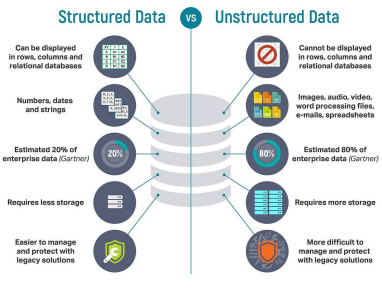 Structured Data VS Unstructured Data
Can be displayed
in rows, columns and
relational databases
Cannot be displayed
in rows, columns and
relational databases
Numbers, dates
and strings
Images, audio, video,
word processing files,
e-mails, spreadsheets
Estimated 20% of
enterprise data (Gartner)
20%
80%
Estimated 80% of
enterprise data (Gartner)
Requires less storage
Requires more storage
Easier to manage
and protect with
legacy solutions
More difficult to
manage and protect
with legacy solutions